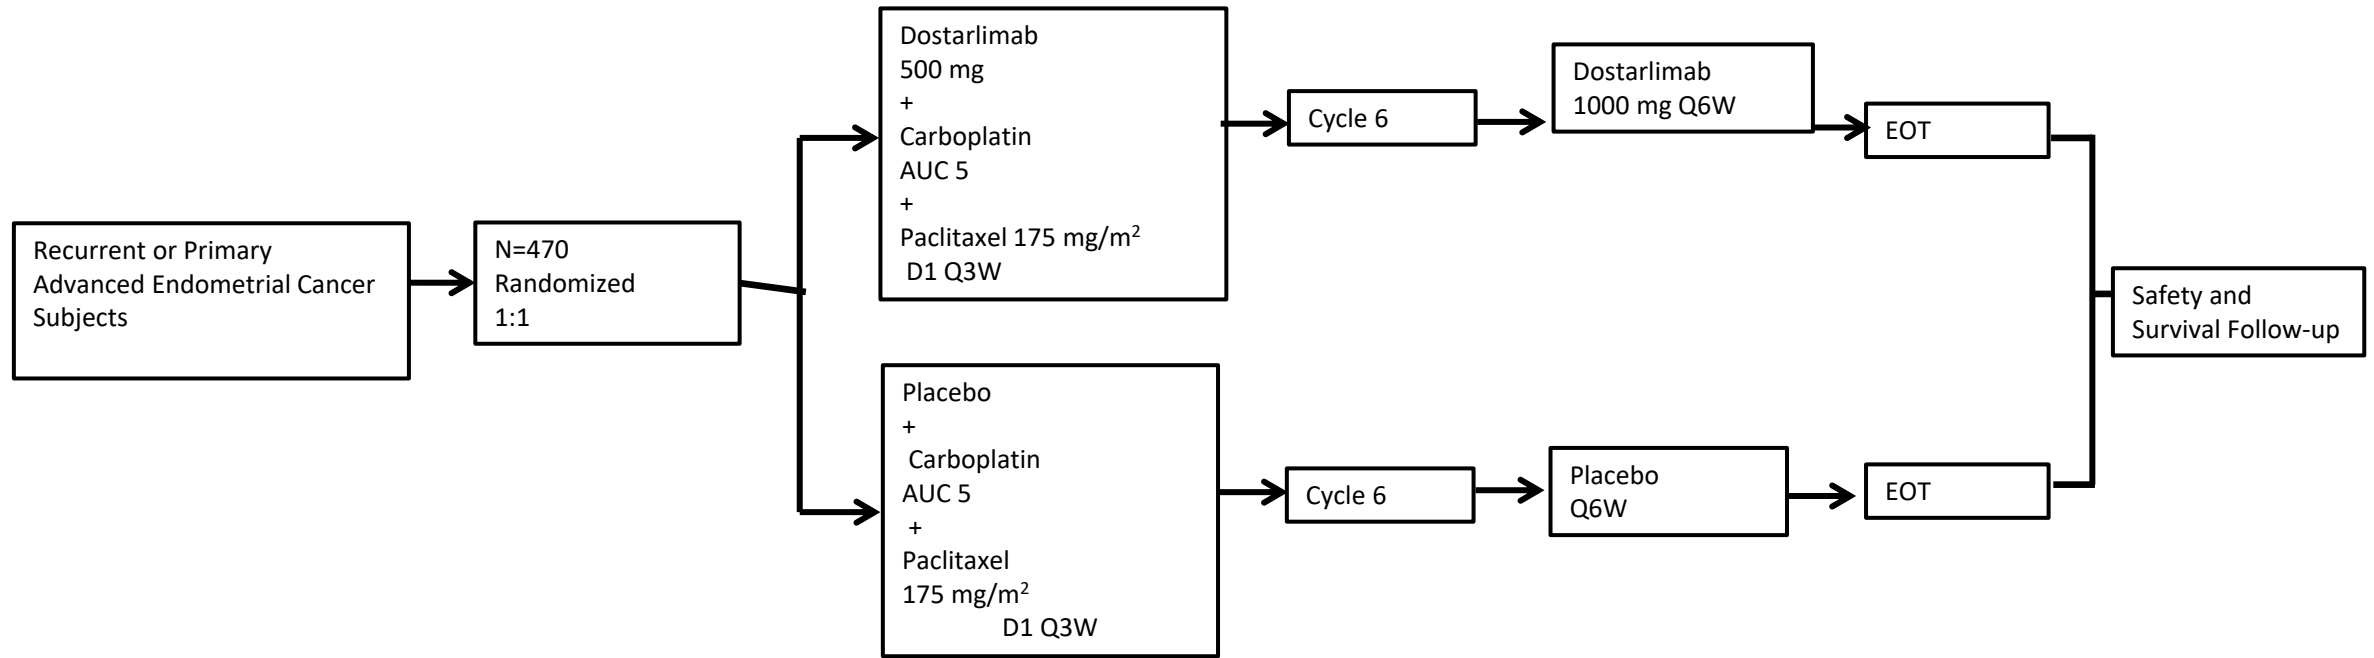 Recurrent or Primary
Advanced Endometrial Cancer
Subjects
N=470
Randomized
1:1
Dostarlimab
500 mg
+
Carboplatin
AUC 5
+
Paclitaxel 175 mg/m²
D1 Q3W
Cycle 6
Dostarlimab
1000 mg Q6W
EOT
Placebo
+
Carboplatin
AUC 5
+
Paclitaxel
175 mg/m²
D1 Q3W
Cycle 6
Placebo
Q6W
EOT
Safety and
Survival Follow-up